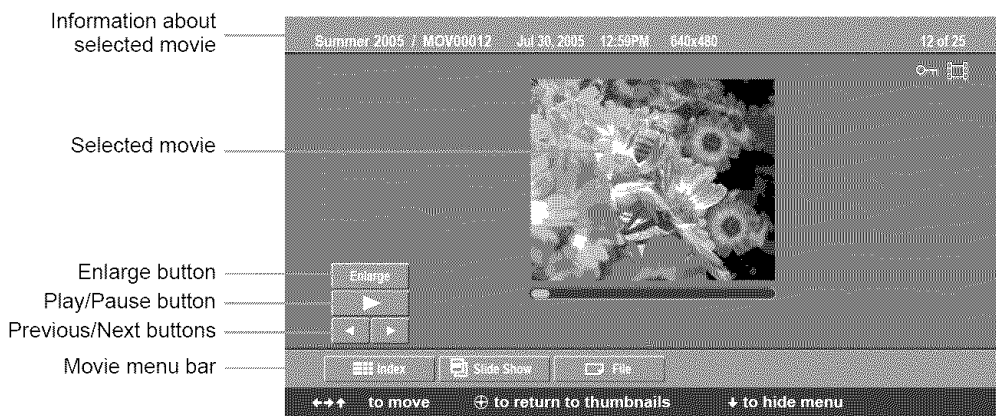 Information about
selected movie
Summer 2005 / MOV00012 Jul 30, 2005 12:59PM 640x480 12 of 25
Selected movie
Enlarge button
Enlarge
Play/Pause button
Previous/Next buttons
Movie menu bar
Index Slide Show File
to move to return to thumbnails to hide menu